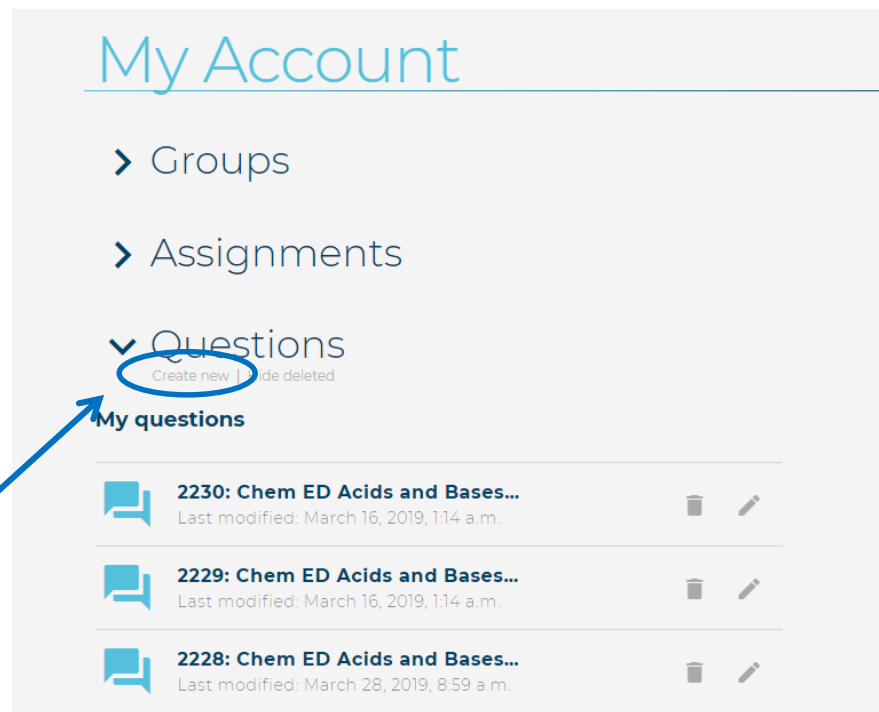 My Account
Groups
Assignments
Questions
Create new | Hide deleted
My questions
2230: Chem ED Acids and Bases...
Last modified: March 16, 2019, 1:14 a.m.
2229: Chem ED Acids and Bases...
Last modified: March 16, 2019, 1:14 a.m.
2228: Chem ED Acids and Bases...
Last modified: March 28, 2019, 8:59 a.m.